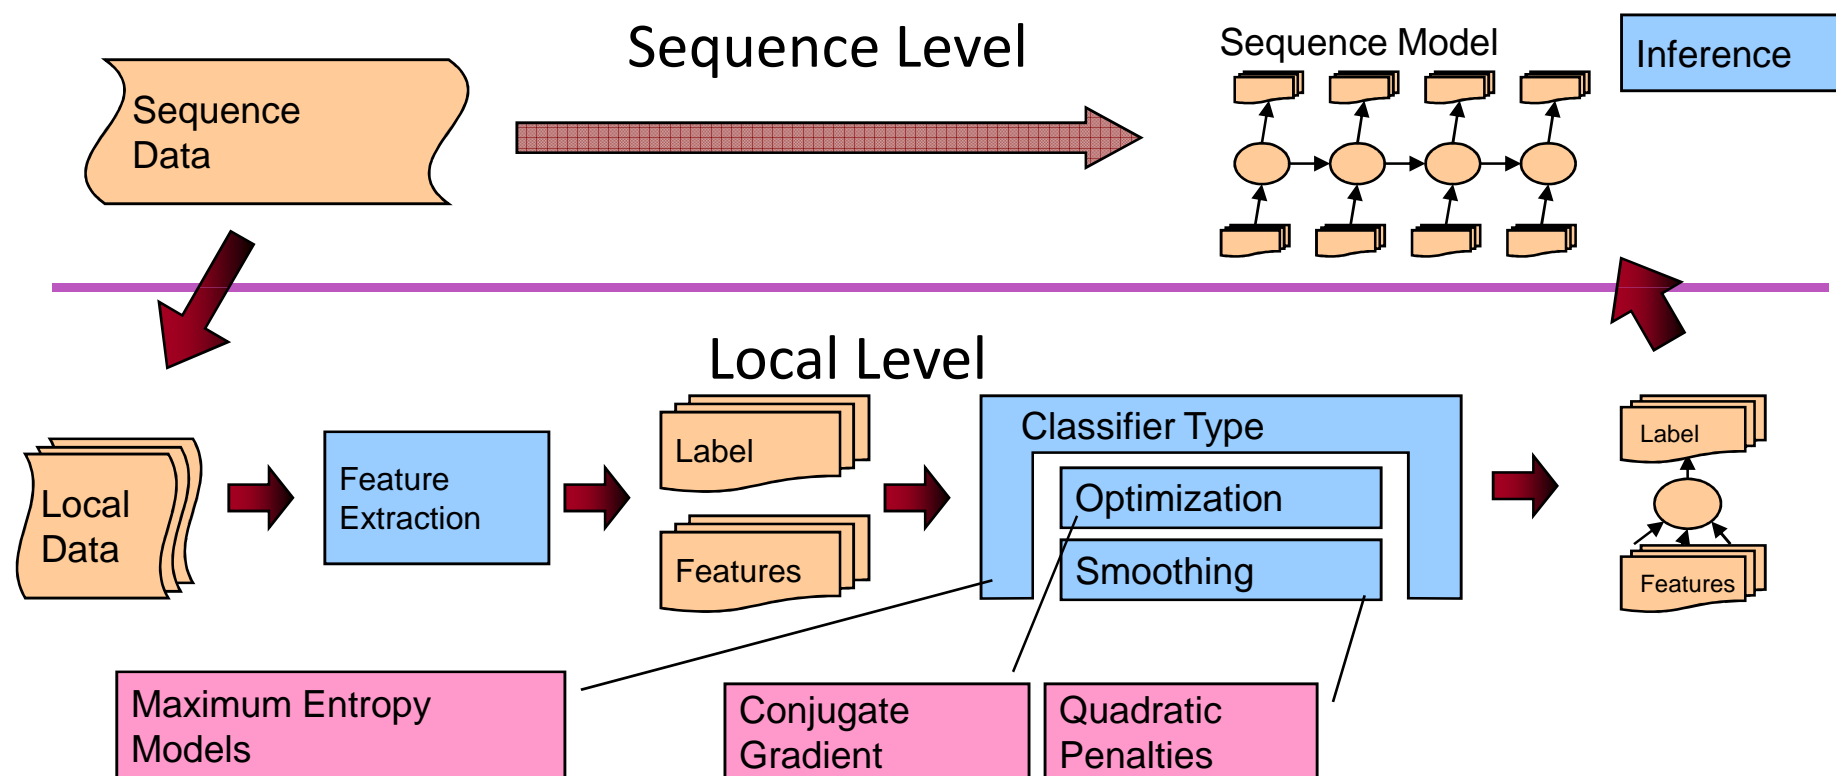 Sequence Level
Sequence Model
Inference
Sequence
Data
Local Level
Local
Data
Feature
Extraction
Label
Features
Classifier Type
Optimization
Smoothing
Label
Features
Maximum Entropy
Models
Conjugate
Gradient
Quadratic
Penalties